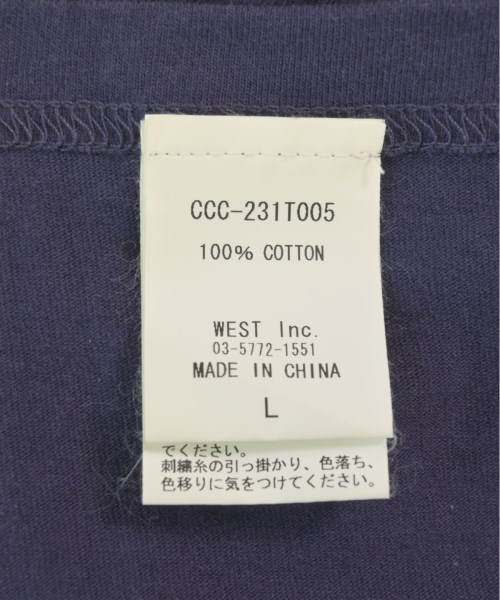 CCC-231T005
100% COTTON
WEST Inc.
03-5772-1551
MADE IN CHINA
L
でください。
刺繍糸の引っ掛かり、色落ち、
色移りに気をつけてください。